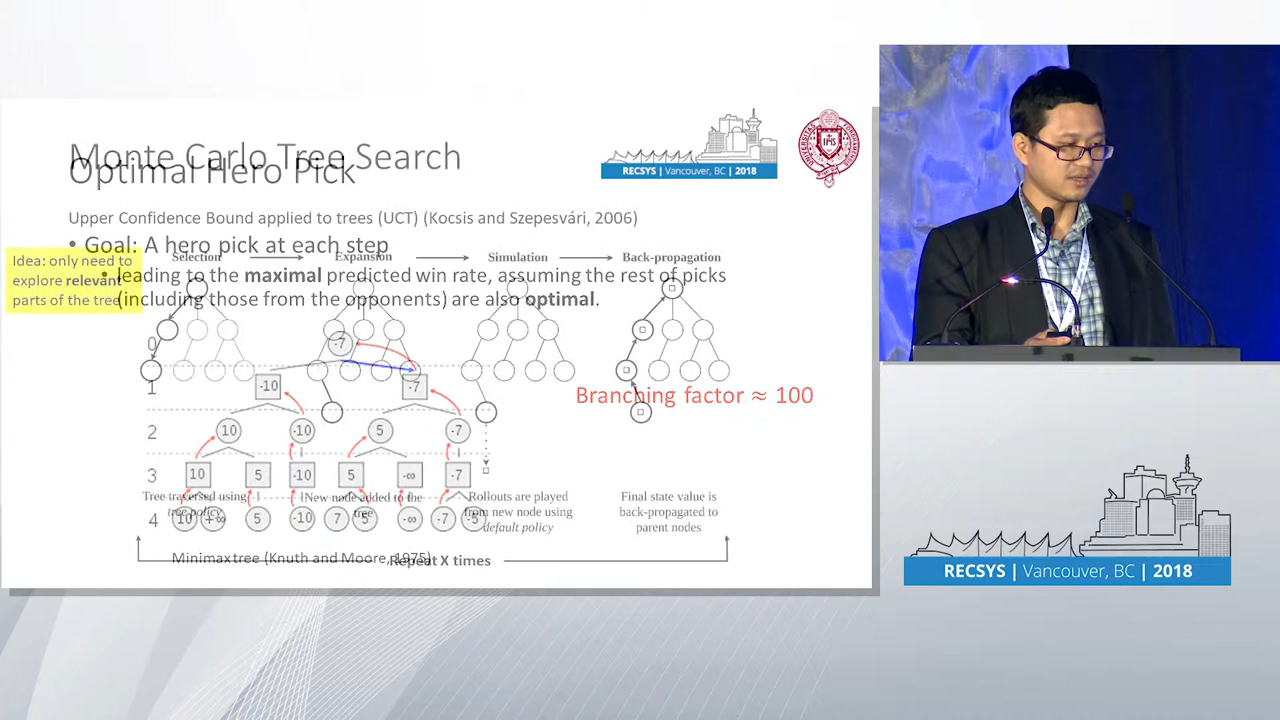 Monte Carlo Tree Search
Optimal Hero Pick
RECSYS | Vancouver, BC | 2018
Upper Confidence Bound applied to trees (UCT) (Kocsis and Szepesvári, 2006)
• Goal: A hero pick at each step
Idea: only need to
explore relevant
parts of the tree
Selection
Expansion
Simulation
Back-propagation
• leading to the maximal predicted win rate, assuming the rest of picks
(including those from the opponents) are also optimal.
0 -7
1 -10 -7
Branching factor ≈ 100
2 10 -10 5 -7
3 10 5 -10 5 -∞ -7
Tree traversed using
tree policy
New node added to the
tree
Rollouts are played
from new node using
default policy
Final state value is
back-propagated to
parent nodes
4 10 +∞ 5 -10 7 5 -∞ -7 -5
Minimax tree (Knuth and Moore, 1975)
Repeat X times
RECSYS | Vancouver, BC | 2018